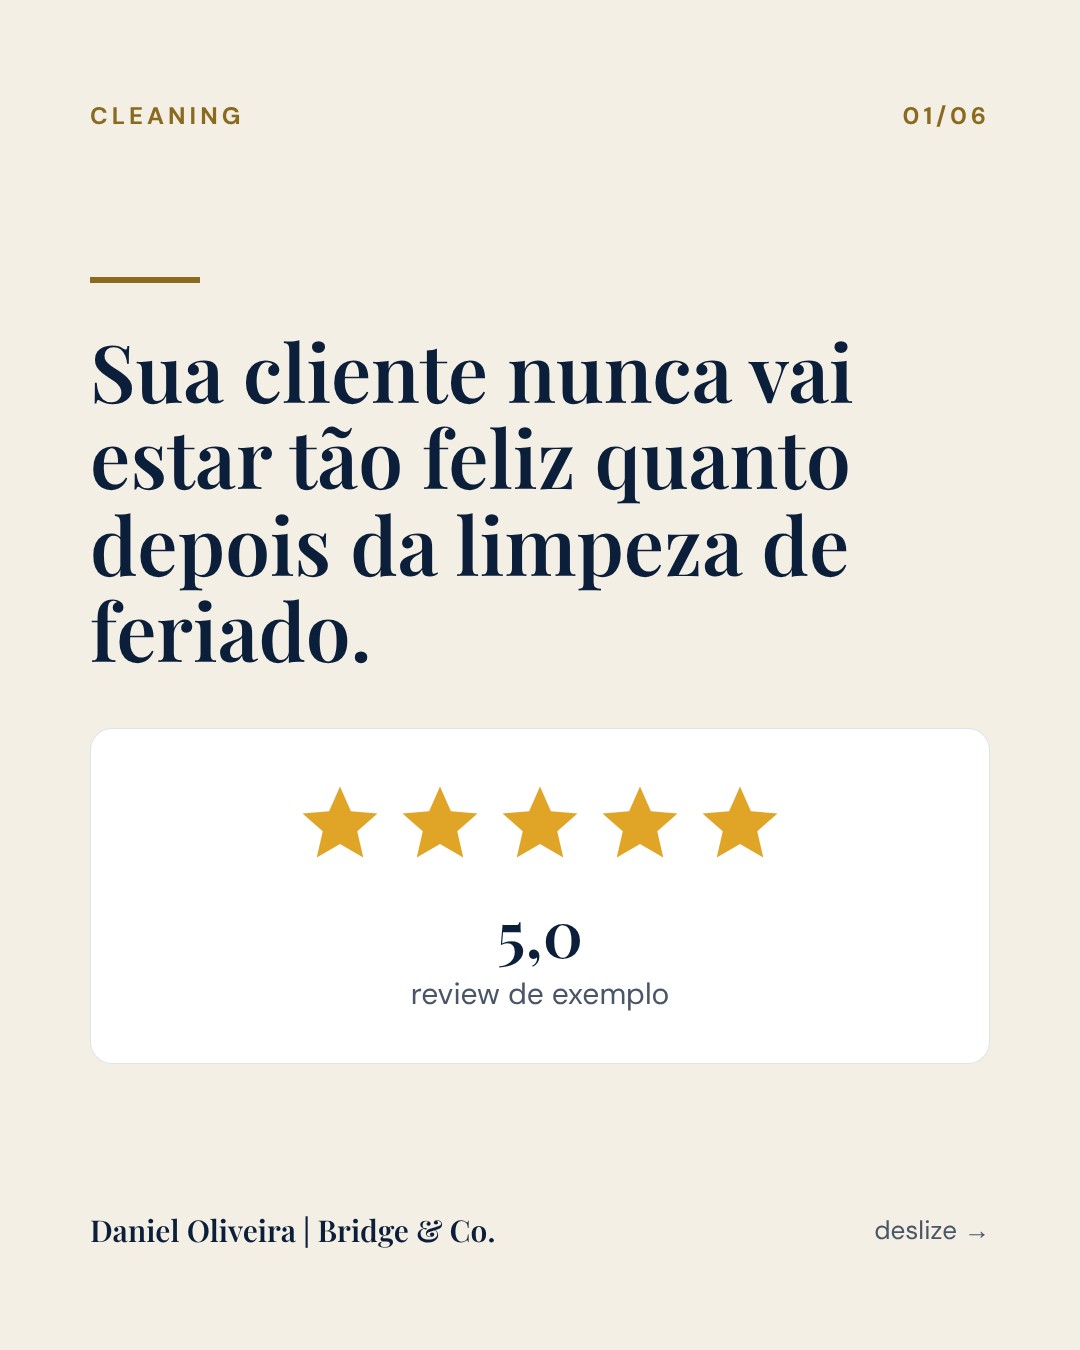 CLEANING
01/06
Sua cliente nunca vai
estar tão feliz quanto
depois da limpeza de
feriado.
5,0
review de exemplo
Daniel Oliveira | Bridge & Co.
deslize →